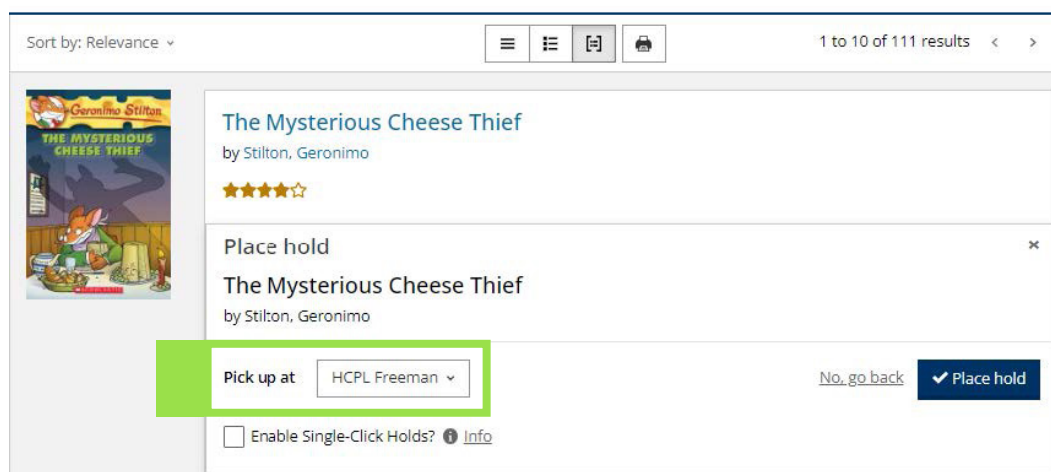 Sort by: Relevance
1 to 10 of 111 results
Geronimo Stilton
THE MYSTERIOUS
CHEESE THIEF
SCHOLASTIC
The Mysterious Cheese Thief
by Stilton, Geronimo
Place hold
The Mysterious Cheese Thief
by Stilton, Geronimo
Pick up at
HCPL Freeman
No, go back
Place hold
Enable Single-Click Holds?
Info